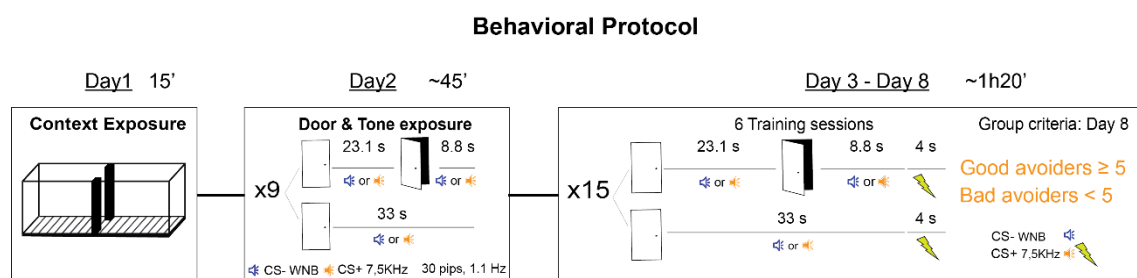 Behavioral Protocol
Day1 15’
Day2 ~45’
Day 3 - Day 8 ~1h20’
Context Exposure
Door & Tone exposure
23.1 s 8.8 s
or or
x9
33 s
or
CS- WNB CS+ 7,5KHz 30 pips, 1.1 Hz
6 Training sessions
23.1 s 8.8 s 4 s
or or
x15
33 s 4 s
or
Group criteria: Day 8
Good avoiders ≥ 5
Bad avoiders < 5
CS- WNB
CS+ 7,5KHz